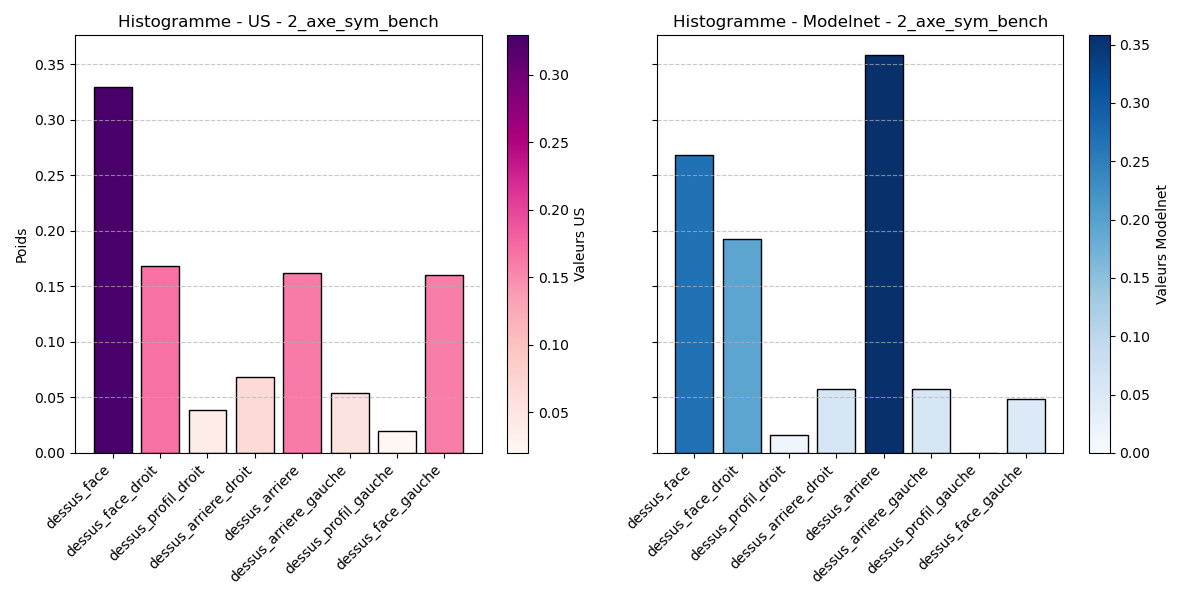 Histogramme - US - 2_axe_sym_bench
Poids
0.35
0.30
0.25
0.20
0.15
0.10
0.05
0.00
dessus_face
dessus_face_droit
dessus_profil_droit
dessus_arriere_droit
dessus_arriere
dessus_arriere_gauche
dessus_profil_gauche
dessus_face_gauche
0.30
0.25
0.20
0.15
0.10
0.05
Valeurs US
Histogramme - Modelnet - 2_axe_sym_bench
dessus_face
dessus_face_droit
dessus_profil_droit
dessus_arriere_droit
dessus_arriere
dessus_arriere_gauche
dessus_profil_gauche
dessus_face_gauche
0.35
0.30
0.25
0.20
0.15
0.10
0.05
0.00
Valeurs Modelnet